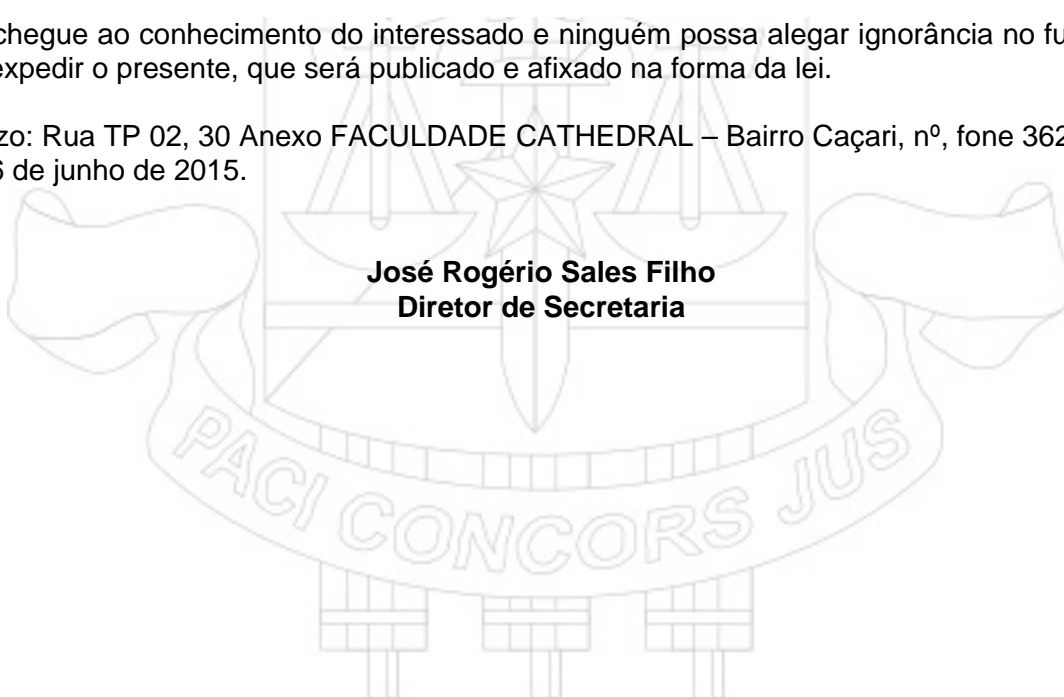 chegue ao conhecimento do interessado e ninguém possa alegar ignorância no fu
expedir o presente, que será publicado e afixado na forma da lei.
zo: Rua TP 02, 30 Anexo FACULDADE CATHEDRAL – Bairro Caçari, nº, fone 362
6 de junho de 2015.
José Rogério Sales Filho
Diretor de Secretaria
PACI CONCORS JUS